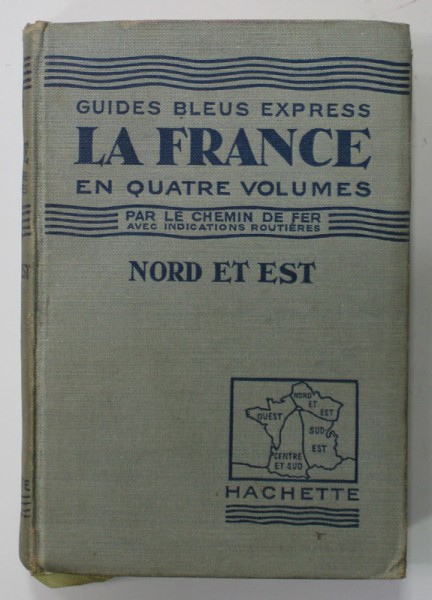 GUIDES BLEUS EXPRESS
LA FRANCE
EN QUATRE VOLUMES
PAR LE CHEMIN DE FER
AVEC INDICATIONS ROUTIÈRES
NORD ET EST
NORD
ET
EST
OUEST
SUD
EST
CENTRE
ET SUD
HACHETTE